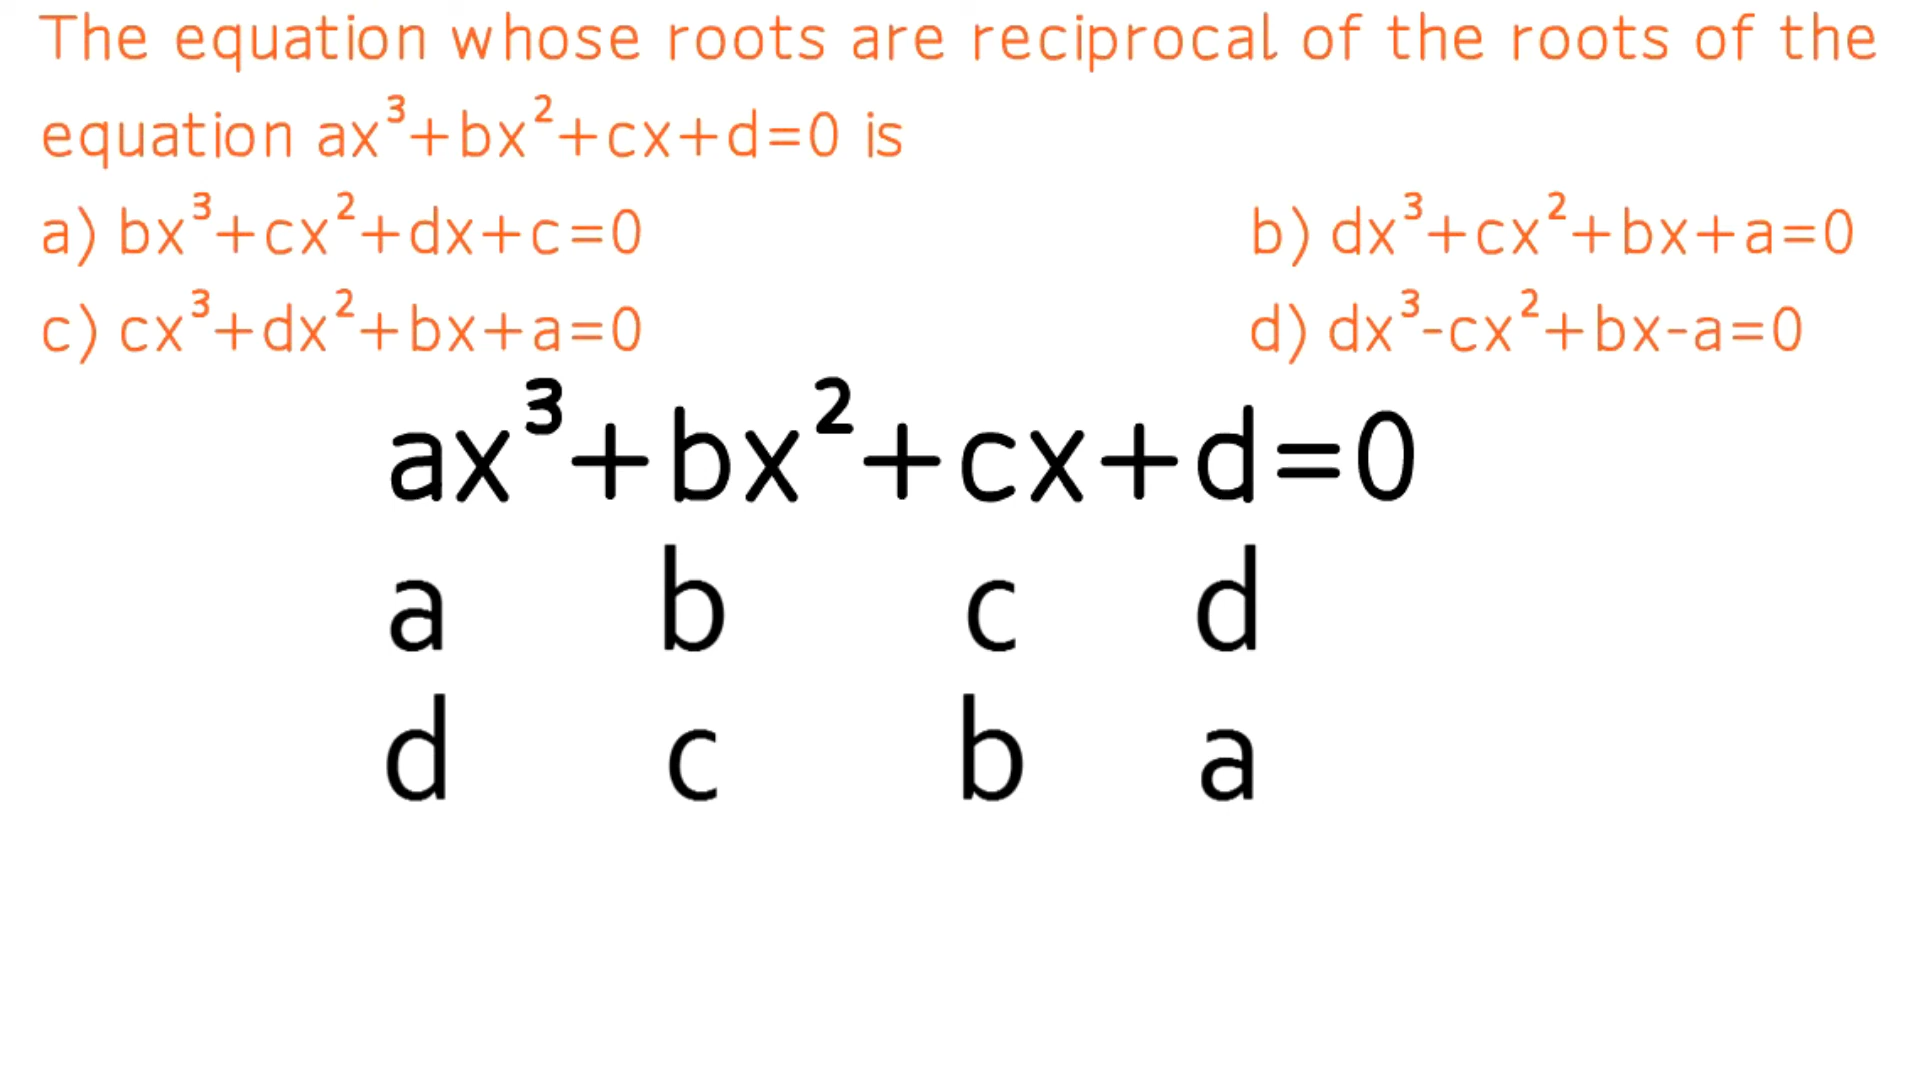 The equation whose roots are reciprocal of the roots of the
equation ax³+bx²+cx+d=0 is
a) bx³+cx²+dx+c=0 b) dx³+cx²+bx+a=0
c) cx³+dx²+bx+a=0 d) dx³-cx²+bx-a=0
ax³+bx²+cx+d=0
a b c d
d c b a